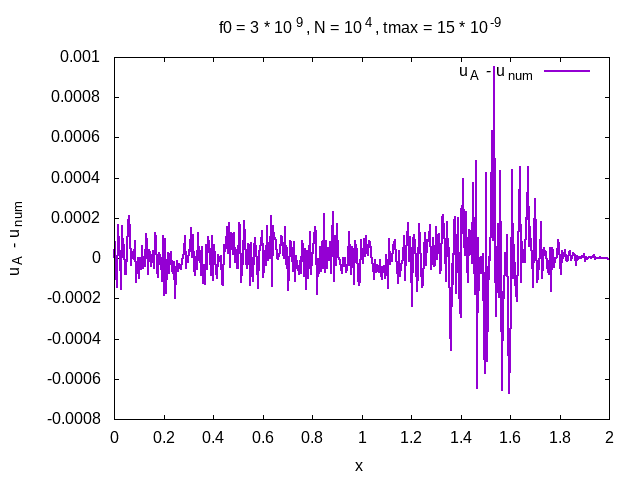 f0 = 3 * 10^9, N = 10^4, tmax = 15 * 10^-9
u_A - u_num
0.001
0.0008
0.0006
0.0004
0.0002
0
-0.0002
-0.0004
-0.0006
-0.0008
u_A - u_num
0 0.2 0.4 0.6 0.8 1 1.2 1.4 1.6 1.8 2
x